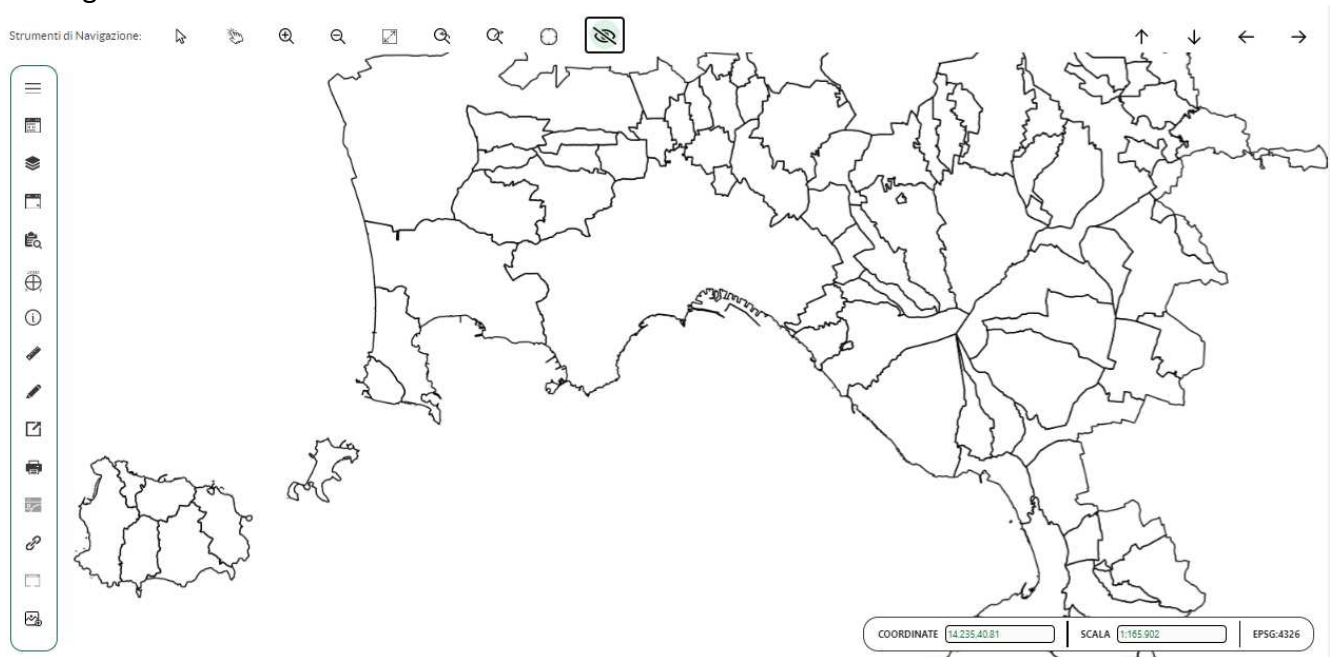 Strumenti di Navigazione:
COORDINATE 14.235,40.81 SCALA 1:165.902 EPSG:4326